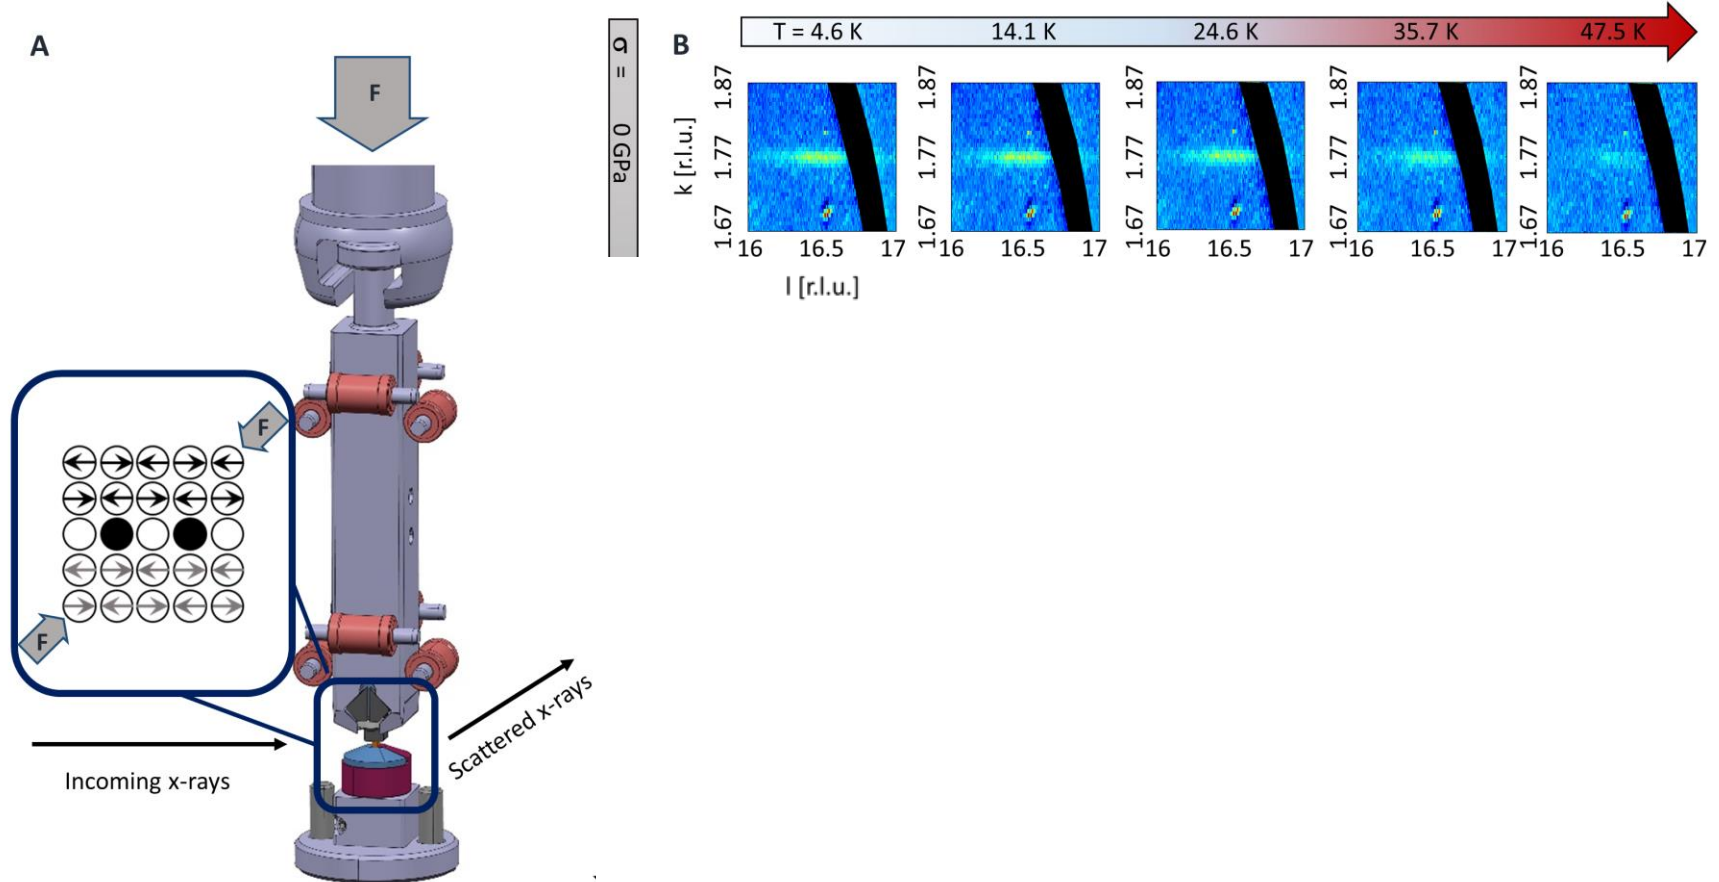 A
F
F
F
Incoming x-rays
Scattered x-rays
σ = 0 GPa
B
T = 4.6 K 14.1 K 24.6 K 35.7 K 47.5 K
k [r.l.u.]
1.87 1.77 1.67
16 16.5 17
1.87 1.77 1.67
16 16.5 17
1.87 1.77 1.67
16 16.5 17
1.87 1.77 1.67
16 16.5 17
1.87 1.77 1.67
16 16.5 17
l [r.l.u.]